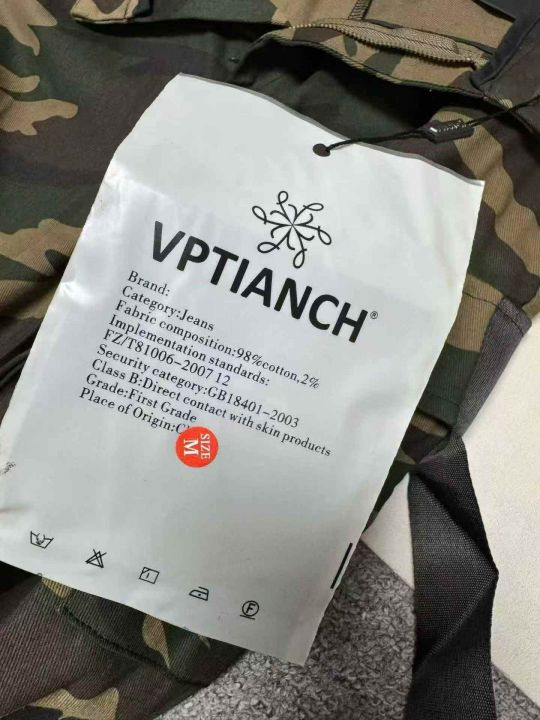 VPTIANCH®
Brand:
Category:Jeans
Fabric composition:98%cotton,2%
Implementation standards:
FZ/T81006-2007 12
Security category:GB18401-2003
Class B:Direct contact with skin products
Grade:First Grade
Place of Origin:
SIZE
M
F